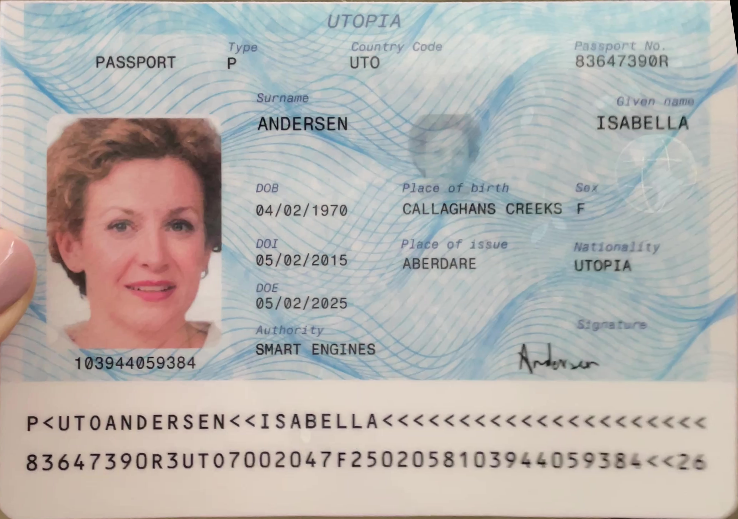 UTOPIA
PASSPORT
Type
P
Country Code
UTO
Passport No.
83647390R
Surname
ANDERSEN
Given name
ISABELLA
DOB
04/02/1970
Place of birth
CALLAGHANS CREEKS
Sex
F
DOI
05/02/2015
Place of issue
ABERDARE
Nationality
UTOPIA
DOE
05/02/2025
Authority
SMART ENGINES
Signature
Andersen
103944059384
P<UTOANDERSEN<<ISABELLA<<<<<<<<<<<<<<<<<<<<<
83647390R3UTO7002047F2502058103944059384<<26